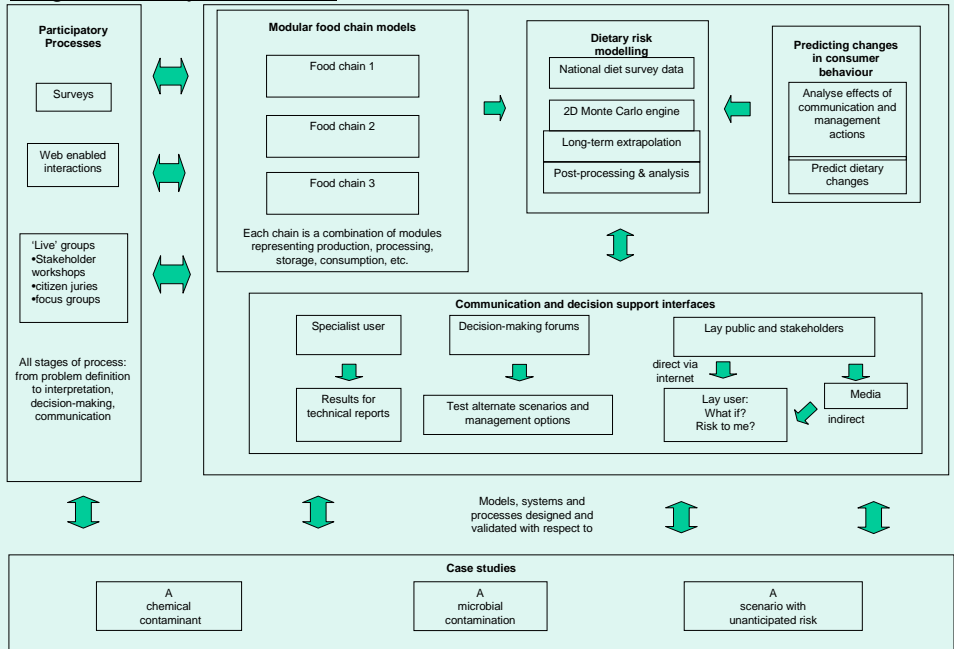 Participatory
Processes
Surveys
Web enabled
interactions
'Live' groups
•Stakeholder
workshops
•citizen juries
•focus groups
All stages of process:
from problem definition
to interpretation,
decision-making,
communication
Modular food chain models
Food chain 1
Food chain 2
Food chain 3
Each chain is a combination of modules
representing production, processing,
storage, consumption, etc.
Dietary risk
modelling
National diet survey data
2D Monte Carlo engine
Long-term extrapolation
Post-processing & analysis
Predicting changes
in consumer
behaviour
Analyse effects of
communication and
management
actions
Predict dietary
changes
Communication and decision support interfaces
Specialist user
Results for
technical reports
Decision-making forums
Test alternate scenarios and
management options
Lay public and stakeholders
direct via
internet
Lay user:
What if?
Risk to me?
Media
indirect
Models, systems and
processes designed and
validated with respect to
Case studies
A
chemical
contaminant
A
microbial
contamination
A
scenario with
unanticipated risk